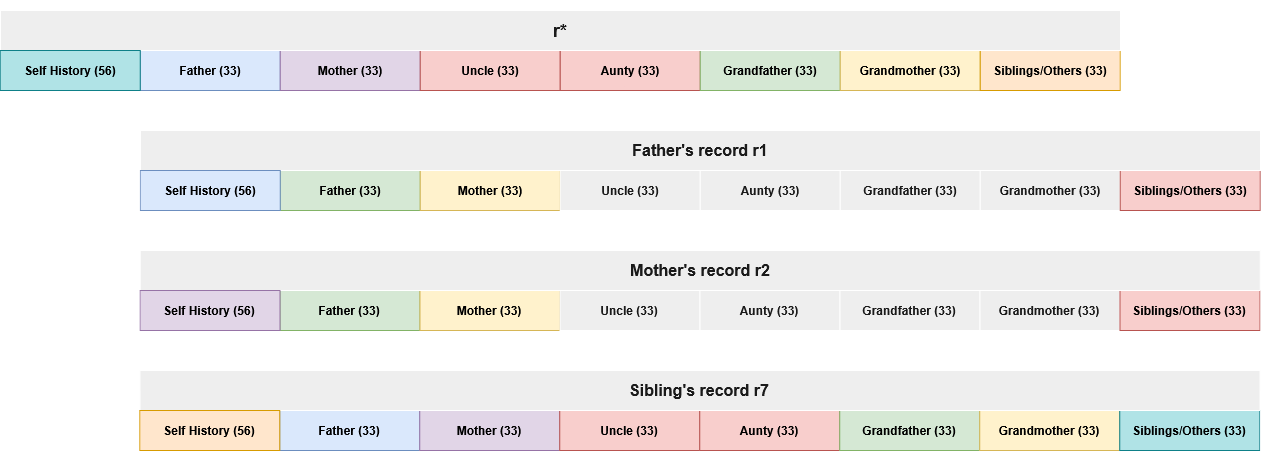 r*
Self History (56) Father (33) Mother (33) Uncle (33) Aunty (33) Grandfather (33) Grandmother (33) Siblings/Others (33)
Father's record r1
Self History (56) Father (33) Mother (33) Uncle (33) Aunty (33) Grandfather (33) Grandmother (33) Siblings/Others (33)
Mother's record r2
Self History (56) Father (33) Mother (33) Uncle (33) Aunty (33) Grandfather (33) Grandmother (33) Siblings/Others (33)
Sibling's record r7
Self History (56) Father (33) Mother (33) Uncle (33) Aunty (33) Grandfather (33) Grandmother (33) Siblings/Others (33)